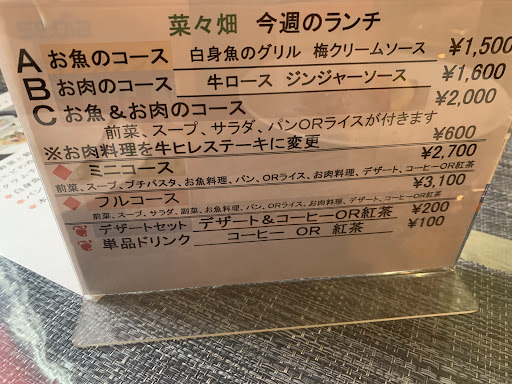 菜々畑 今週のランチ
A お魚のコース 白身魚のグリル 梅クリームソース ¥1,500
B お肉のコース 牛ロース ジンジャーソース ¥1,600
C お魚&お肉のコース ¥2,000
前菜、スープ、サラダ、パンORライスが付きます
※お肉料理を牛ヒレステーキに変更 ¥600
ミニコース ¥2,700
前菜、スープ、プチパスタ、お魚料理、パン、ORライス、お肉料理、デザート、コーヒーOR紅茶
フルコース ¥3,100
前菜、スープ、サラダ、副菜、お魚料理、パン、ORライス、お肉料理、デザート、コーヒーOR紅茶
デザートセット デザート&コーヒーOR紅茶 ¥200
単品ドリンク コーヒー OR 紅茶 ¥100